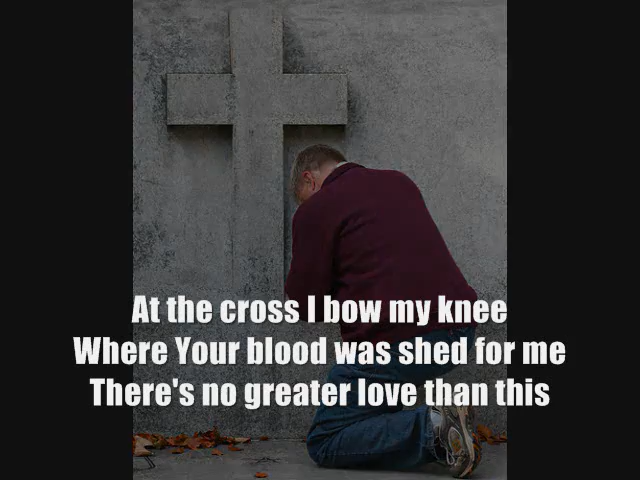 At the cross I bow my knee
Where Your blood was shed for me
There's no greater love than this